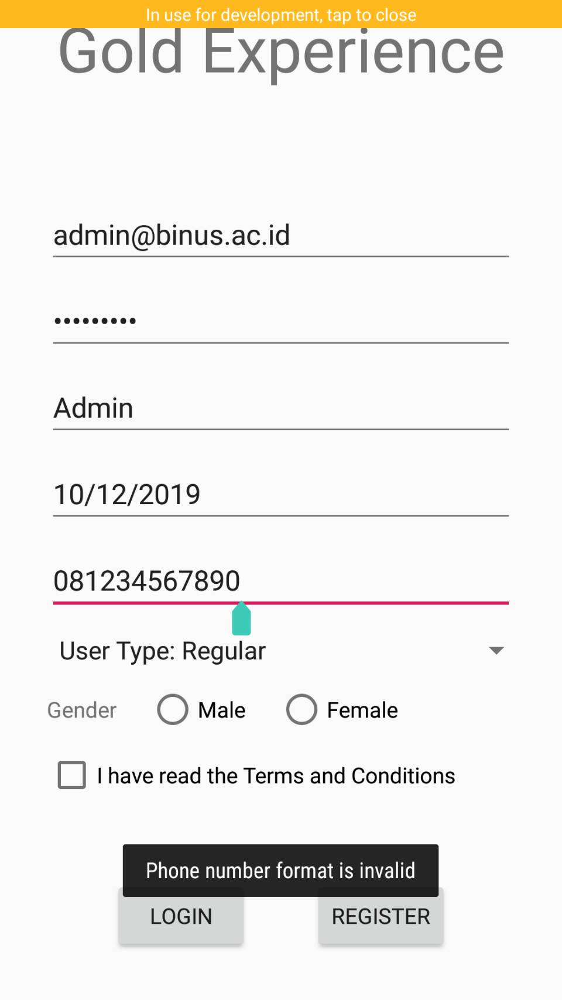 In use for development, tap to close
Gold Experience
admin@binus.ac.id
•••••••••
Admin
10/12/2019
081234567890
User Type: Regular
Gender Male Female
I have read the Terms and Conditions
Phone number format is invalid
LOGIN REGISTER